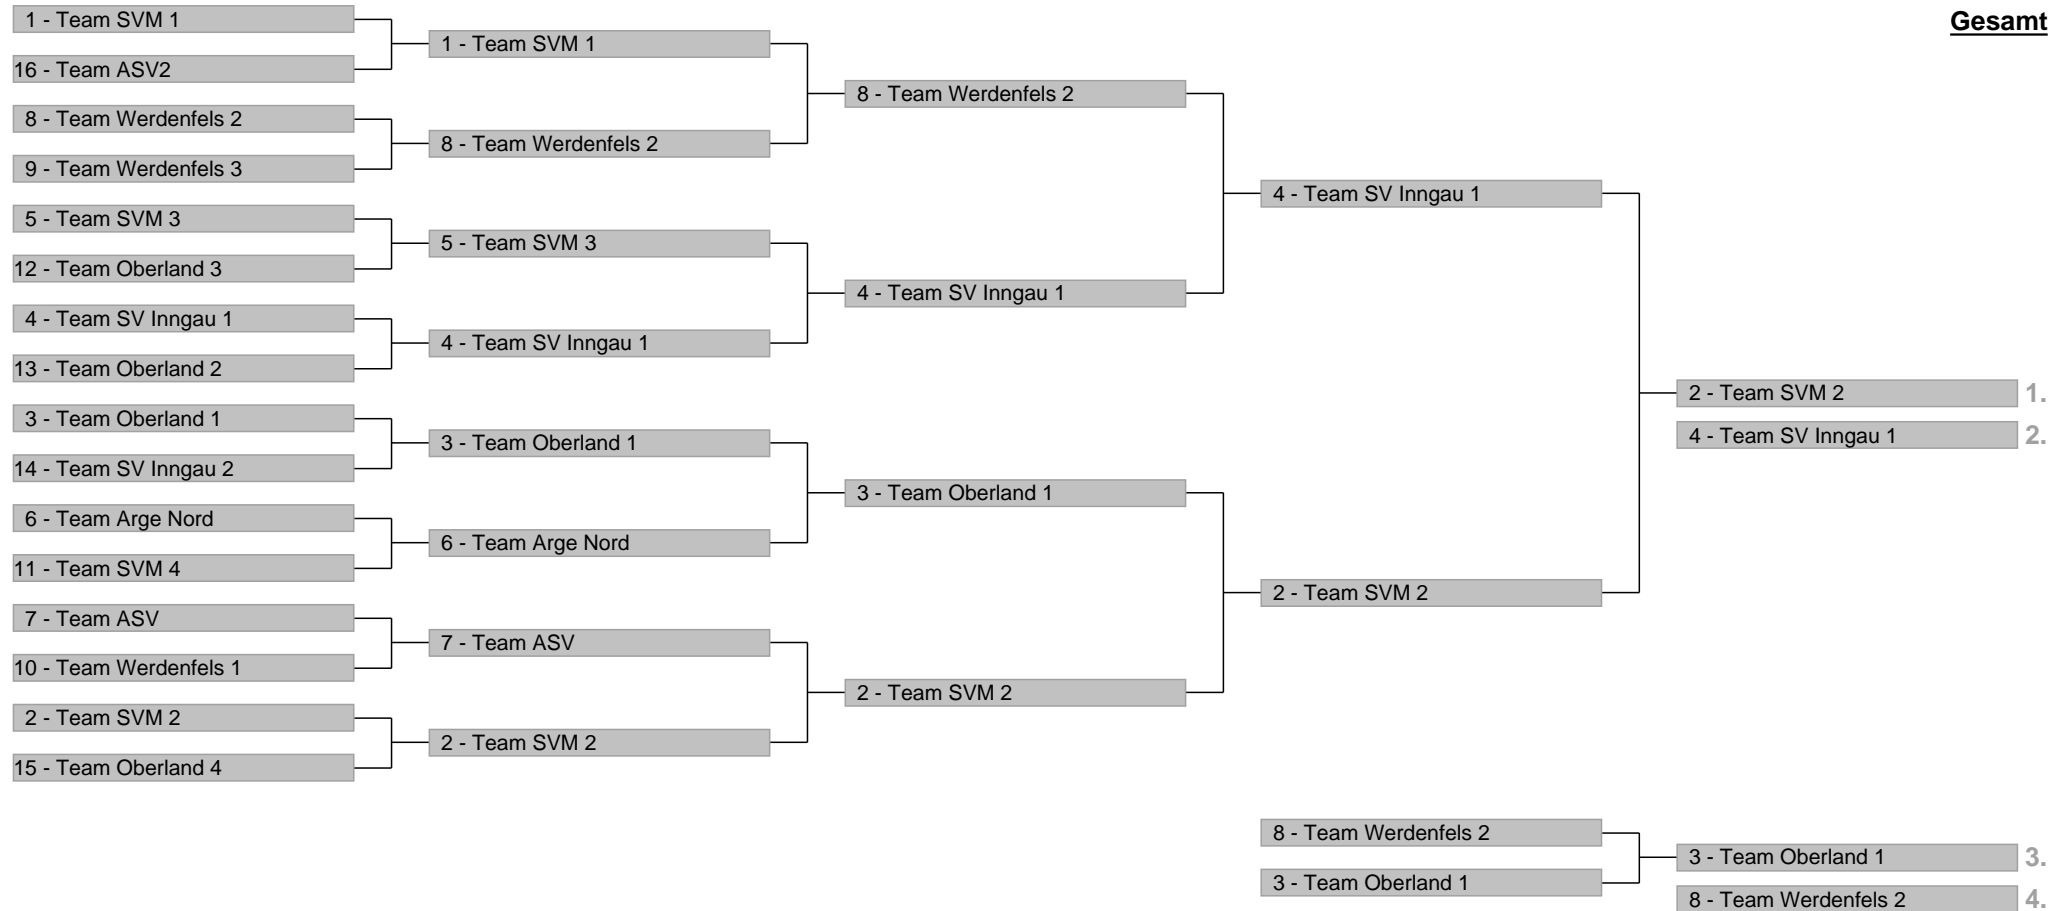 Gesamt
1 - Team SVM 1
16 - Team ASV2
8 - Team Werdenfels 2
9 - Team Werdenfels 3
5 - Team SVM 3
12 - Team Oberland 3
4 - Team SV Inngau 1
13 - Team Oberland 2
3 - Team Oberland 1
14 - Team SV Inngau 2
6 - Team Arge Nord
11 - Team SVM 4
7 - Team ASV
10 - Team Werdenfels 1
2 - Team SVM 2
15 - Team Oberland 4
1 - Team SVM 1
8 - Team Werdenfels 2
5 - Team SVM 3
4 - Team SV Inngau 1
3 - Team Oberland 1
6 - Team Arge Nord
7 - Team ASV
2 - Team SVM 2
8 - Team Werdenfels 2
4 - Team SV Inngau 1
3 - Team Oberland 1
2 - Team SVM 2
4 - Team SV Inngau 1
2 - Team SVM 2
2 - Team SVM 2 1.
4 - Team SV Inngau 1 2.
8 - Team Werdenfels 2
3 - Team Oberland 1
3 - Team Oberland 1 3.
8 - Team Werdenfels 2 4.